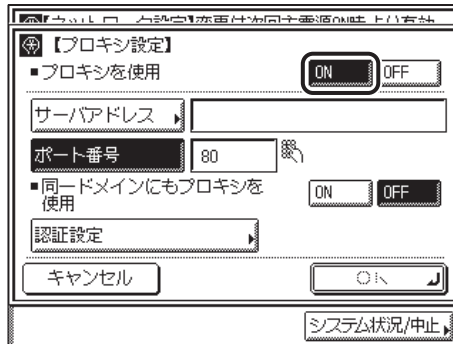 【プロキシ設定】
■プロキシを使用 ON OFF
サーバアドレス
ポート番号 80
■同一ドメインにもプロキシを使用 ON OFF
認証設定
キャンセル OK
システム状況/中止